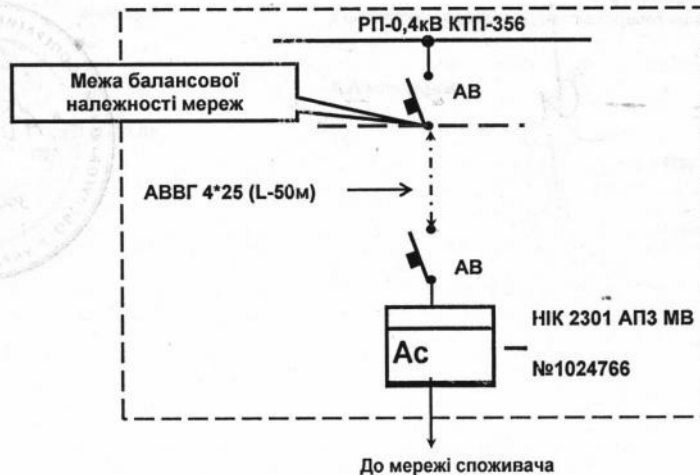 РП-0,4кВ КТП-356
Межа балансової
належності мереж
АВ
АВВГ 4*25 (L-50м)
АВ
НІК 2301 АП3 МВ
Ас
№1024766
До мережі споживача